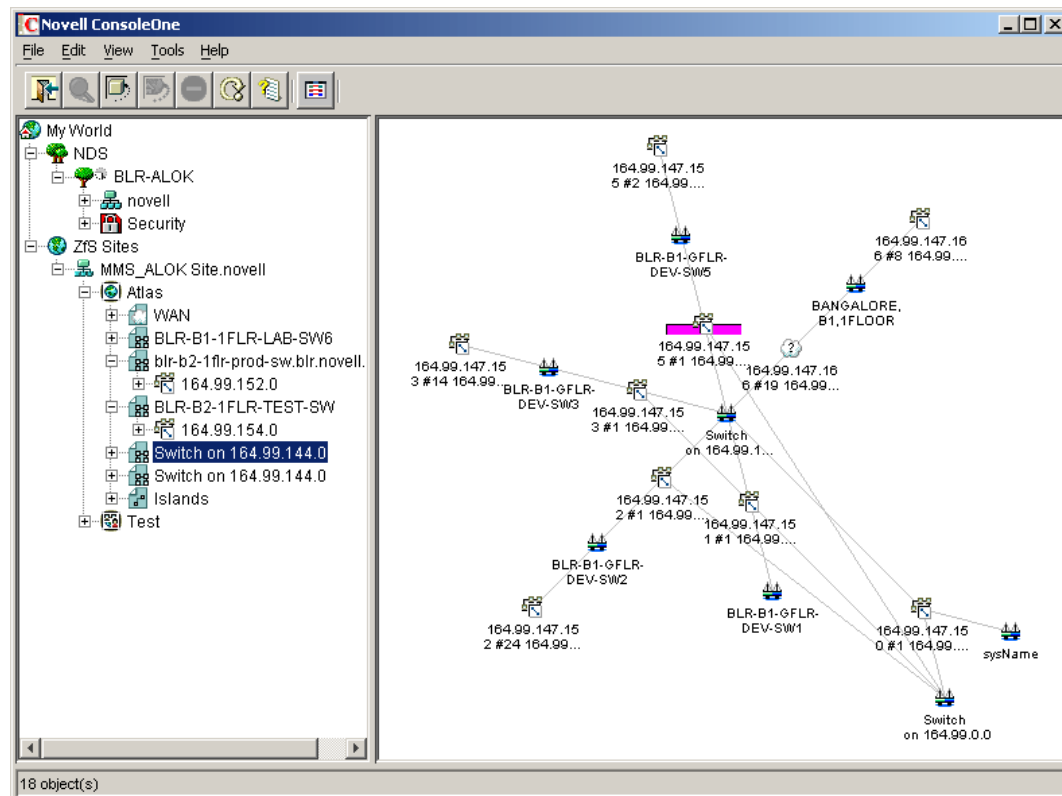 Novell ConsoleOne
File Edit View Tools Help
My World
NDS
BLR-ALOK
novell
Security
ZfS Sites
MMS_ALOK Site.novell
Atlas
WAN
BLR-B1-1FLR-LAB-SW6
blr-b2-1flr-prod-sw.blr.novell.
164.99.152.0
BLR-B2-1FLR-TEST-SW
164.99.154.0
Switch on 164.99.144.0
Switch on 164.99.144.0
Islands
Test
164.99.147.15
5 #2 164.99....
BLR-B1-GFLR-
DEV-SW5
164.99.147.16
6 #8 164.99....
BANGALORE,
B1,1FLOOR
164.99.147.15
5 #1 164.99....
?
164.99.147.16
6 #19 164.99...
164.99.147.15
3 #14 164.99...
BLR-B1-GFLR-
DEV-SW3
164.99.147.15
3 #1 164.99....
Switch
on 164.99.1...
164.99.147.15
2 #1 164.99....
164.99.147.15
1 #1 164.99....
BLR-B1-GFLR-
DEV-SW2
BLR-B1-GFLR-
DEV-SW1
164.99.147.15
2 #24 164.99...
164.99.147.15
0 #1 164.99....
sysName
Switch
on 164.99.0.0
18 object(s)